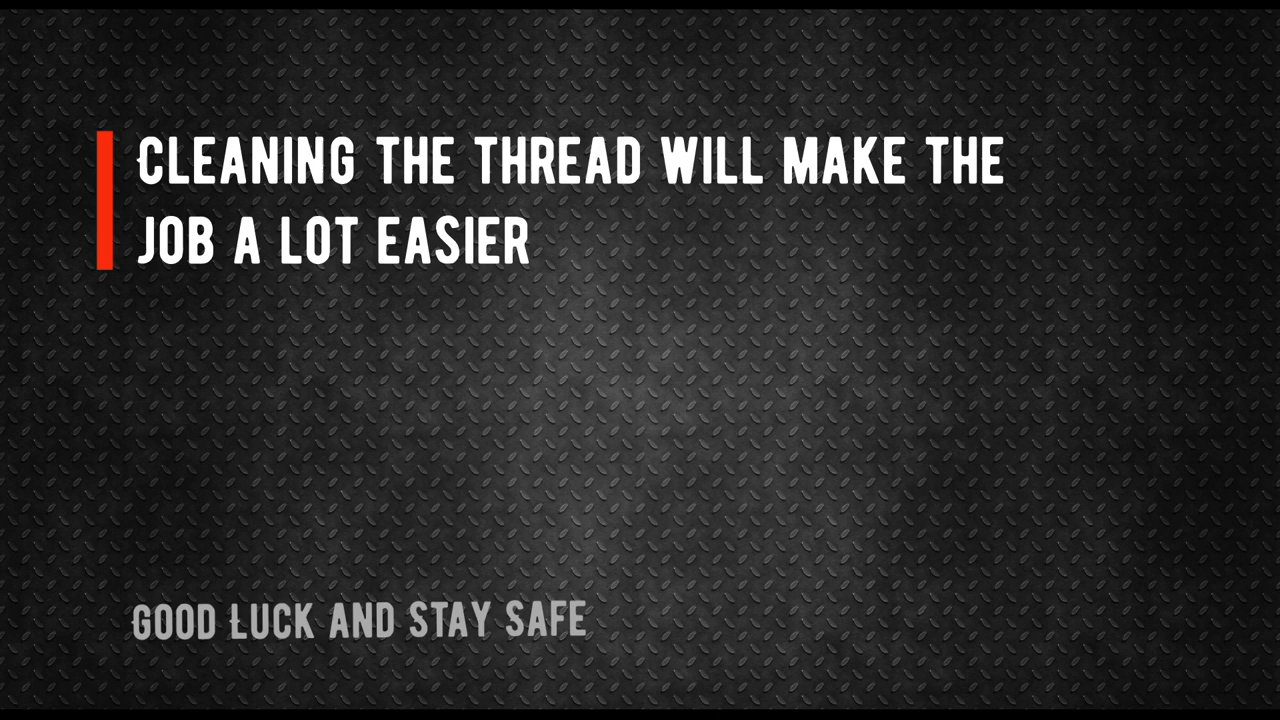 CLEANING THE THREAD WILL MAKE THE
JOB A LOT EASIER
GOOD LUCK AND STAY SAFE